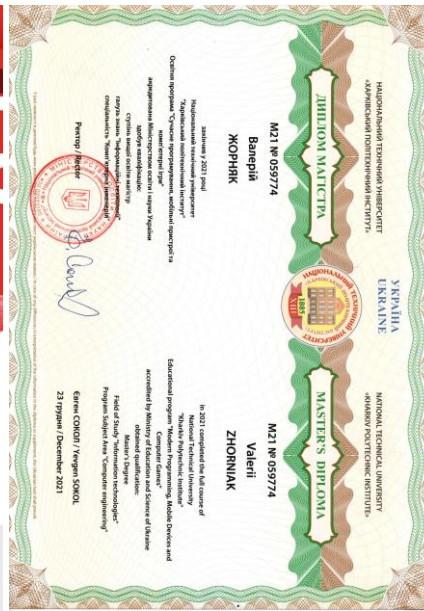 УКРАЇНА
UKRAINE
НАЦІОНАЛЬНИЙ ТЕХНІЧНИЙ УНІВЕРСИТЕТ
«ХАРКІВСЬКИЙ ПОЛІТЕХНІЧНИЙ ІНСТИТУТ»
ДИПЛОМ МАГІСТРА
М21 № 059774
Валерій
ЖОРНЯК
закінчив у 2021 році
Національний технічний університет
"Харківський політехнічний інститут"
Освітня програма "Сучасне програмування, мобільні пристрої та
комп'ютерні ігри"
акредитована Міністерством освіти і науки України
здобув кваліфікацію:
ступінь вищої освіти магістр
галузь знань "Інформаційні технології"
спеціальність "Комп'ютерна інженерія"
Ректор / Rector
НАЦІОНАЛЬНИЙ ТЕХНІЧНИЙ УНІВЕРСИТЕТ
ХПІ
1885
NATIONAL TECHNICAL UNIVERSITY
«KHARKIV POLYTECHNIC INSTITUTE»
MASTER'S DIPLOMA
М21 № 059774
Valerii
ZHORNIAK
in 2021 completed the full course of
National Technical University
"Kharkiv Polytechnic Institute"
Educational program "Modern Programming, Mobile Devices and
Computer Games"
accredited by Ministry of Education and Science of Ukraine
obtained qualification:
Master's Degree
Field of Study "Information technologies"
Program Subject Area "Computer engineering"
Євген СОКОЛ / Yevgen SOKOL
23 грудня / December 2021